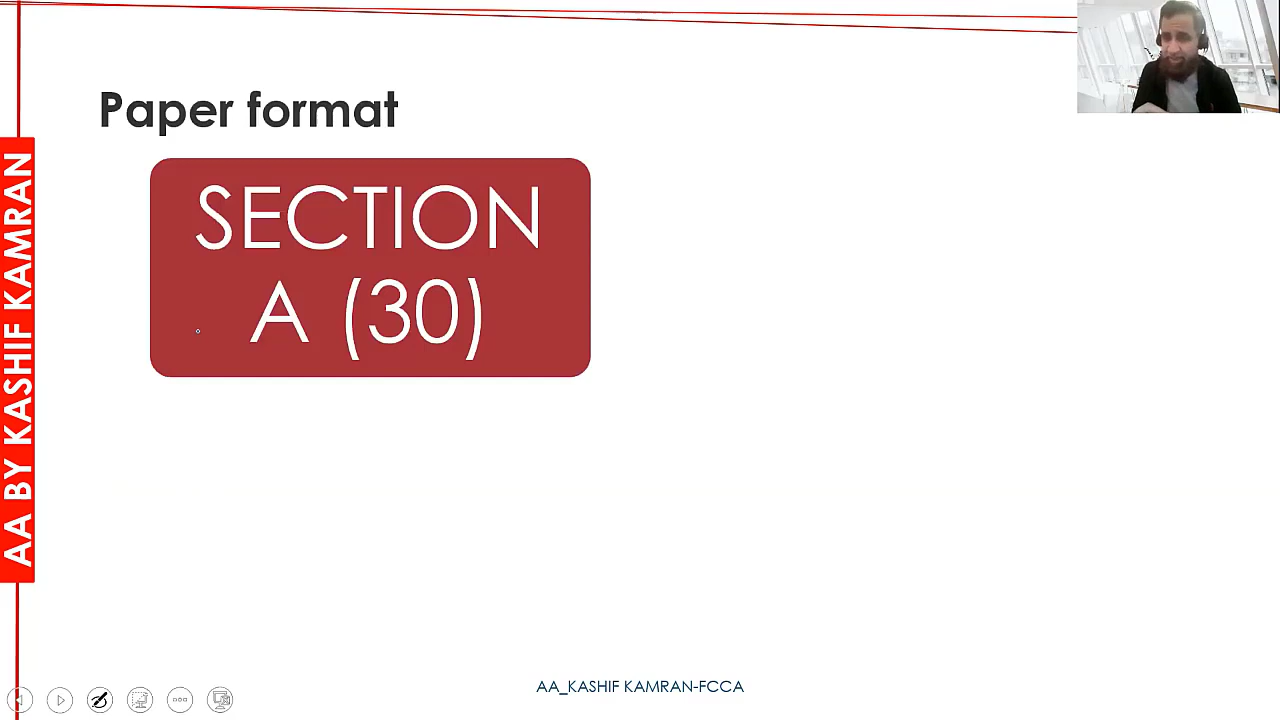 Paper format
SECTION
A (30)
AA BY KASHIF KAMRAN
AA_KASHIF KAMRAN-FCCA